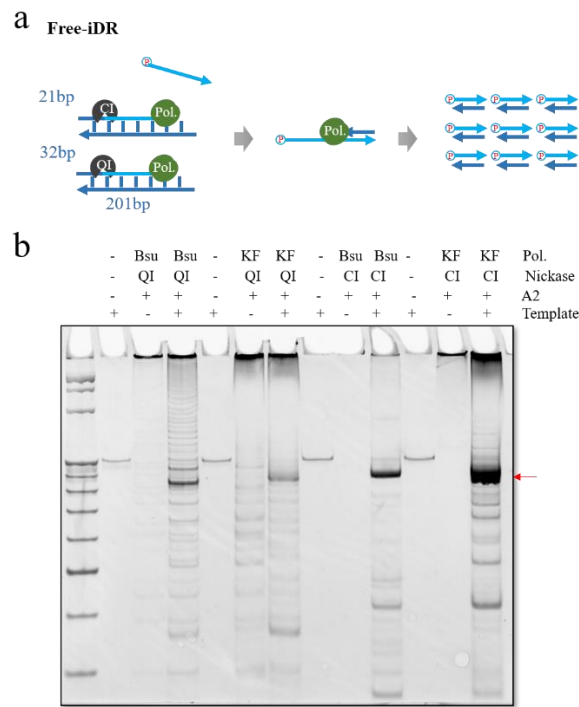 a
Free-iDR
P
21bp
CI
Pol.
32bp
QI
Pol.
201bp
P
Pol.
P P P
P P P
P P P
b
- Bsu Bsu - KF KF - Bsu Bsu - KF KF Pol.
- QI QI - QI QI - CI CI - CI CI Nickase
- + + - + + - + + - + + A2
+ - + + - + + - + + - + Template